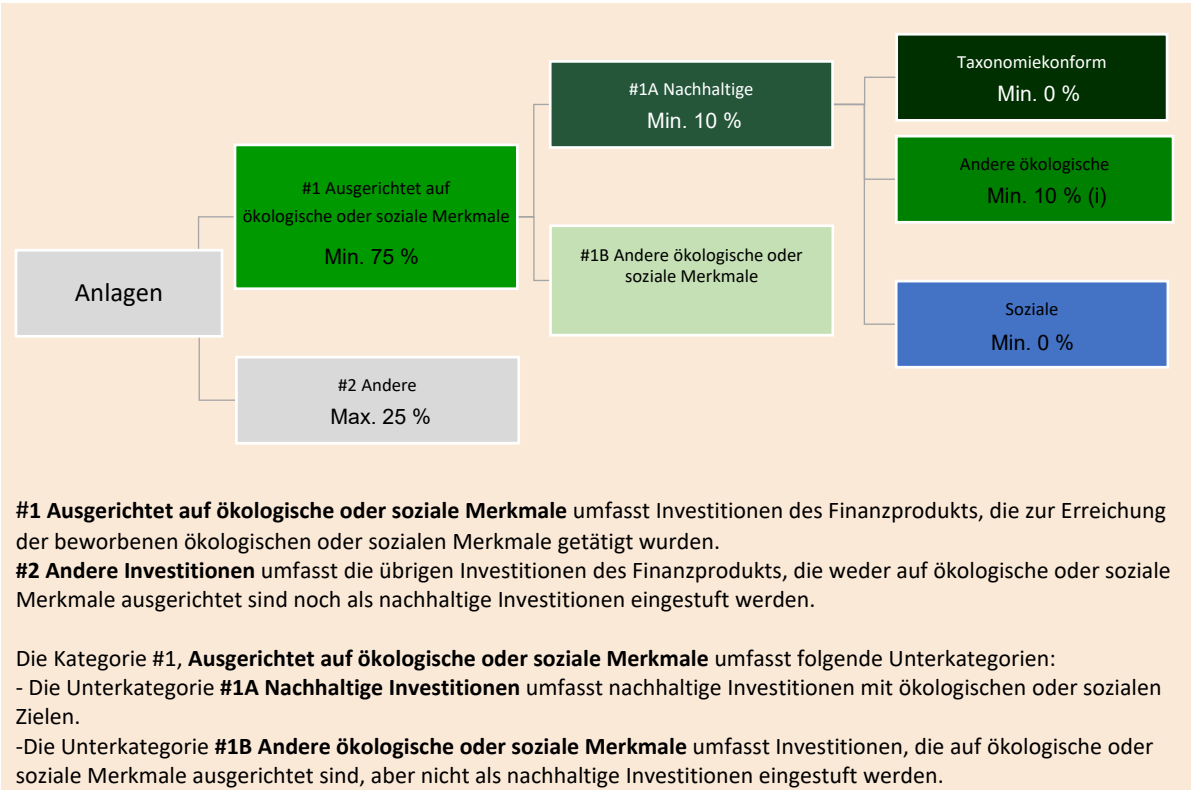 Anlagen
#1 Ausgerichtet auf
ökologische oder soziale Merkmale
Min. 75 %
#2 Andere
Max. 25 %
#1A Nachhaltige
Min. 10 %
#1B Andere ökologische oder
soziale Merkmale
Taxonomiekonform
Min. 0 %
Andere ökologische
Min. 10 % (i)
Soziale
Min. 0 %
#1 Ausgerichtet auf ökologische oder soziale Merkmale umfasst Investitionen des Finanzprodukts, die zur Erreichung
der beworbenen ökologischen oder sozialen Merkmale getätigt wurden.
#2 Andere Investitionen umfasst die übrigen Investitionen des Finanzprodukts, die weder auf ökologische oder soziale
Merkmale ausgerichtet sind noch als nachhaltige Investitionen eingestuft werden.
Die Kategorie #1, Ausgerichtet auf ökologische oder soziale Merkmale umfasst folgende Unterkategorien:
- Die Unterkategorie #1A Nachhaltige Investitionen umfasst nachhaltige Investitionen mit ökologischen oder sozialen
Zielen.
-Die Unterkategorie #1B Andere ökologische oder soziale Merkmale umfasst Investitionen, die auf ökologische oder
soziale Merkmale ausgerichtet sind, aber nicht als nachhaltige Investitionen eingestuft werden.